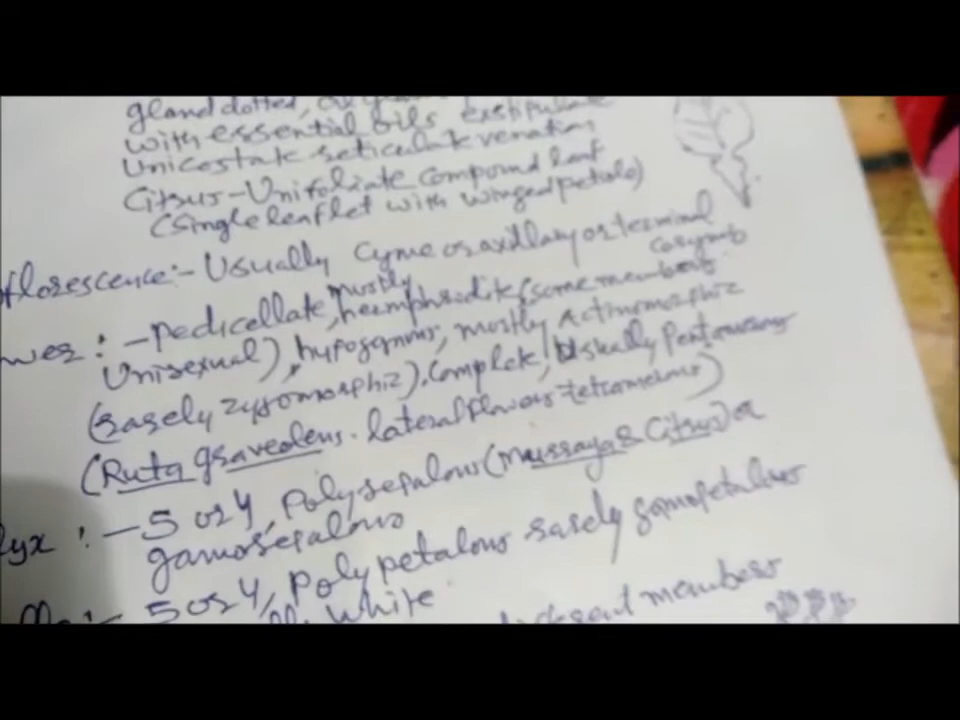 gland dotted,
with essential oils exstipulate
Unicostate reticulate venation
Citrus-Unifoliate compound leaf
(single leaflet with winged petiole)
florescence:- Usually Cyme or axillary or terminal
corymb
wer: - Pedicellate, mostly hermphrodite (some members
Unisexual), hypogynous, mostly Actinomorphic
(rarely zygomorphic). Complete, Usually Pentamerous
(Ruta graveolens. lateral flowers tetramerous)
lyx: - 5 or 4, Polysepalous (Murraya & Citrus) or
gamosepalous
5 or 4, Polypetalous rarely gamopetalous
White
members